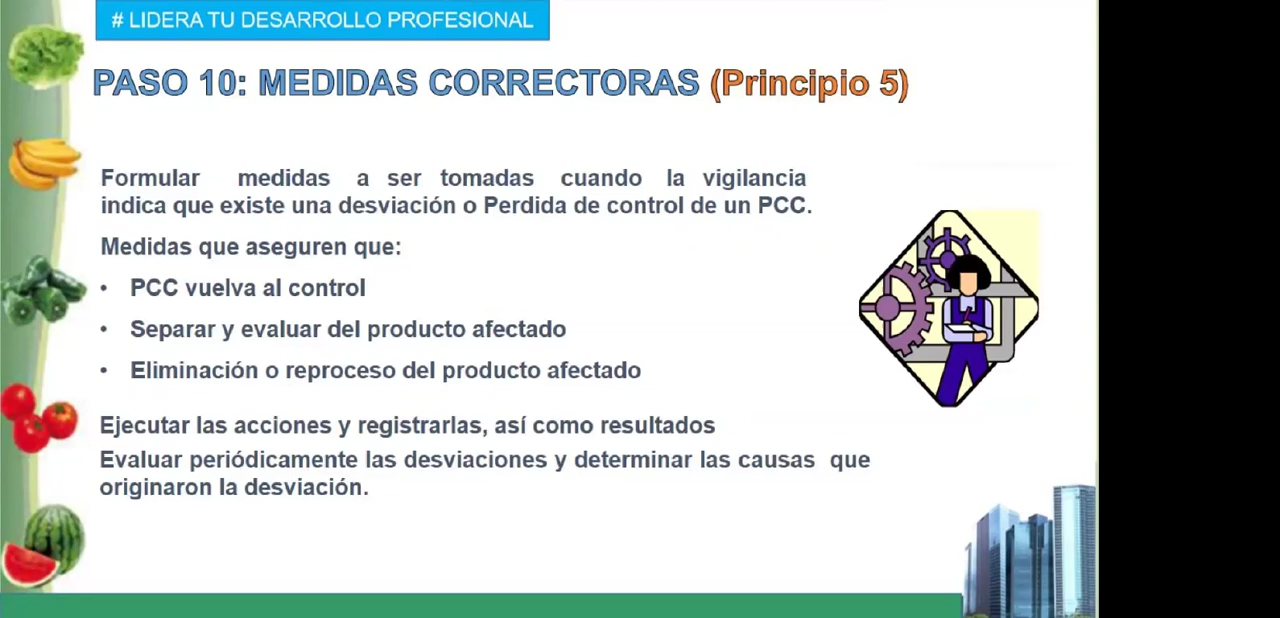 # LIDERA TU DESARROLLO PROFESIONAL
PASO 10: MEDIDAS CORRECTORAS (Principio 5)
Formular medidas a ser tomadas cuando la vigilancia
indica que existe una desviación o Perdida de control de un PCC.
Medidas que aseguren que:
• PCC vuelva al control
• Separar y evaluar del producto afectado
• Eliminación o reproceso del producto afectado
Ejecutar las acciones y registrarlas, así como resultados
Evaluar periódicamente las desviaciones y determinar las causas que
originaron la desviación.